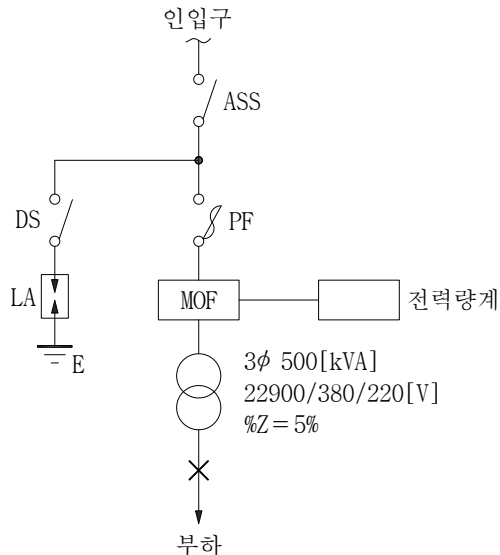 인입구
ASS
DS
PF
LA
MOF
전력량계
E
3φ 500[kVA]
22900/380/220[V]
%Z=5%
부하